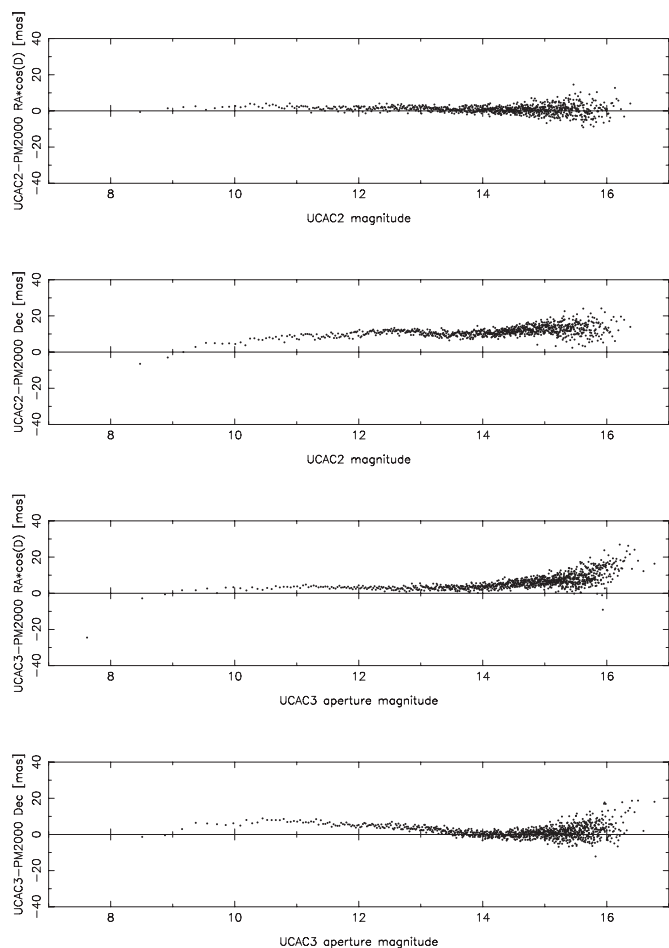 40
20
0
−20
−40
UCAC2−PM2000 RA*cos(D) [mas]
8 10 12 14 16
UCAC2 magnitude
40
20
0
−20
−40
UCAC2−PM2000 Dec [mas]
8 10 12 14 16
UCAC2 magnitude
40
20
0
−20
−40
UCAC3−PM2000 RA*cos(D) [mas]
8 10 12 14 16
UCAC3 aperture magnitude
40
20
0
−20
−40
UCAC3−PM2000 Dec [mas]
8 10 12 14 16
UCAC3 aperture magnitude